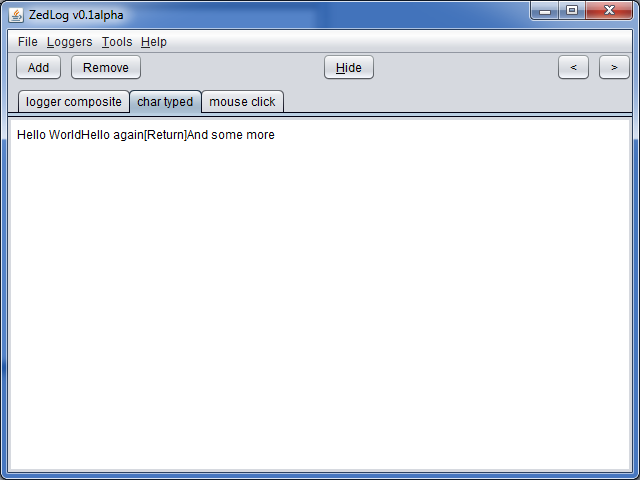 ZedLog v0.1alpha
File Loggers Tools Help
Add Remove Hide < >
logger composite char typed mouse click
Hello WorldHello again[Return]And some more